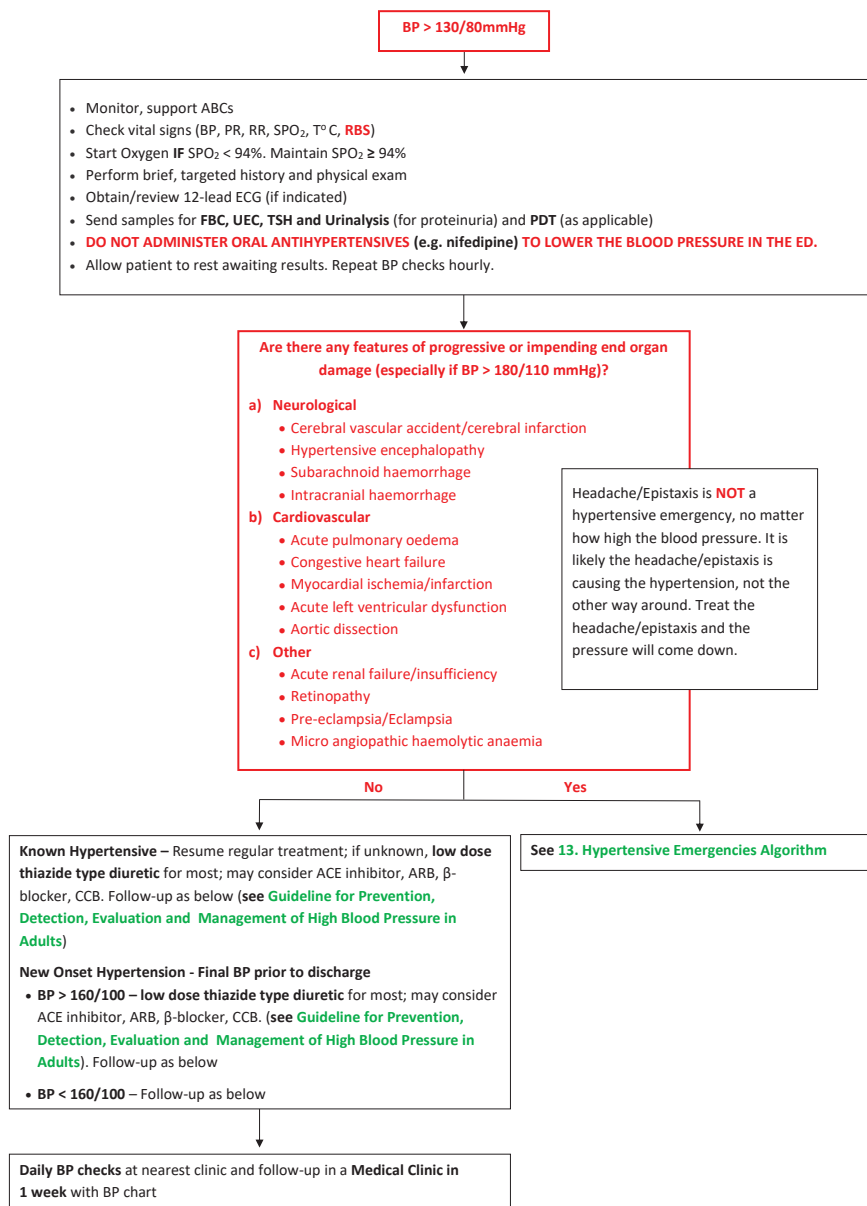 BP > 130/80mmHg
• Monitor, support ABCs
• Check vital signs (BP, PR, RR, SPO₂, T° C, RBS)
• Start Oxygen IF SPO₂ < 94%. Maintain SPO₂ ≥ 94%
• Perform brief, targeted history and physical exam
• Obtain/review 12-lead ECG (if indicated)
• Send samples for FBC, UEC, TSH and Urinalysis (for proteinuria) and PDT (as applicable)
• DO NOT ADMINISTER ORAL ANTIHYPERTENSIVES (e.g. nifedipine) TO LOWER THE BLOOD PRESSURE IN THE ED.
• Allow patient to rest awaiting results. Repeat BP checks hourly.
Are there any features of progressive or impending end organ
damage (especially if BP > 180/110 mmHg)?
a) Neurological
• Cerebral vascular accident/cerebral infarction
• Hypertensive encephalopathy
• Subarachnoid haemorrhage
• Intracranial haemorrhage
b) Cardiovascular
• Acute pulmonary oedema
• Congestive heart failure
• Myocardial ischemia/infarction
• Acute left ventricular dysfunction
• Aortic dissection
c) Other
• Acute renal failure/insufficiency
• Retinopathy
• Pre-eclampsia/Eclampsia
• Micro angiopathic haemolytic anaemia
Headache/Epistaxis is NOT a
hypertensive emergency, no matter
how high the blood pressure. It is
likely the headache/epistaxis is
causing the hypertension, not the
other way around. Treat the
headache/epistaxis and the
pressure will come down.
No
Yes
Known Hypertensive – Resume regular treatment; if unknown, low dose
thiazide type diuretic for most; may consider ACE inhibitor, ARB, β-
blocker, CCB. Follow-up as below (see Guideline for Prevention,
Detection, Evaluation and Management of High Blood Pressure in
Adults)
New Onset Hypertension - Final BP prior to discharge
• BP > 160/100 – low dose thiazide type diuretic for most; may consider
ACE inhibitor, ARB, β-blocker, CCB. (see Guideline for Prevention,
Detection, Evaluation and Management of High Blood Pressure in
Adults). Follow-up as below
• BP < 160/100 – Follow-up as below
See 13. Hypertensive Emergencies Algorithm
Daily BP checks at nearest clinic and follow-up in a Medical Clinic in
1 week with BP chart